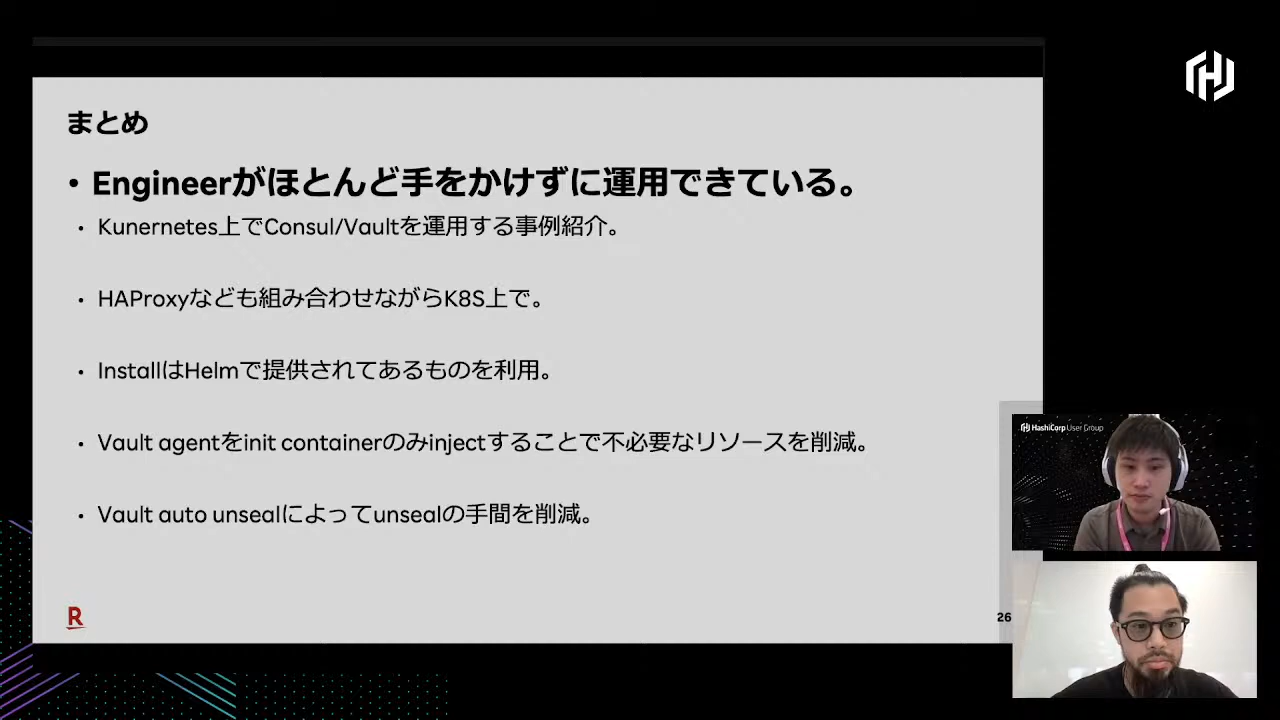 まとめ
• Engineerがほとんど手をかけずに運用できている。
• Kunernetes上でConsul/Vaultを運用する事例紹介。
• HAProxyなども組み合わせながらK8S上で。
• InstallはHelmで提供されてあるものを利用。
• Vault agentをinit containerのみinjectすることで不必要なリソースを削減。
• Vault auto unsealによってunsealの手間を削減。
R
26
HashiCorp User Group